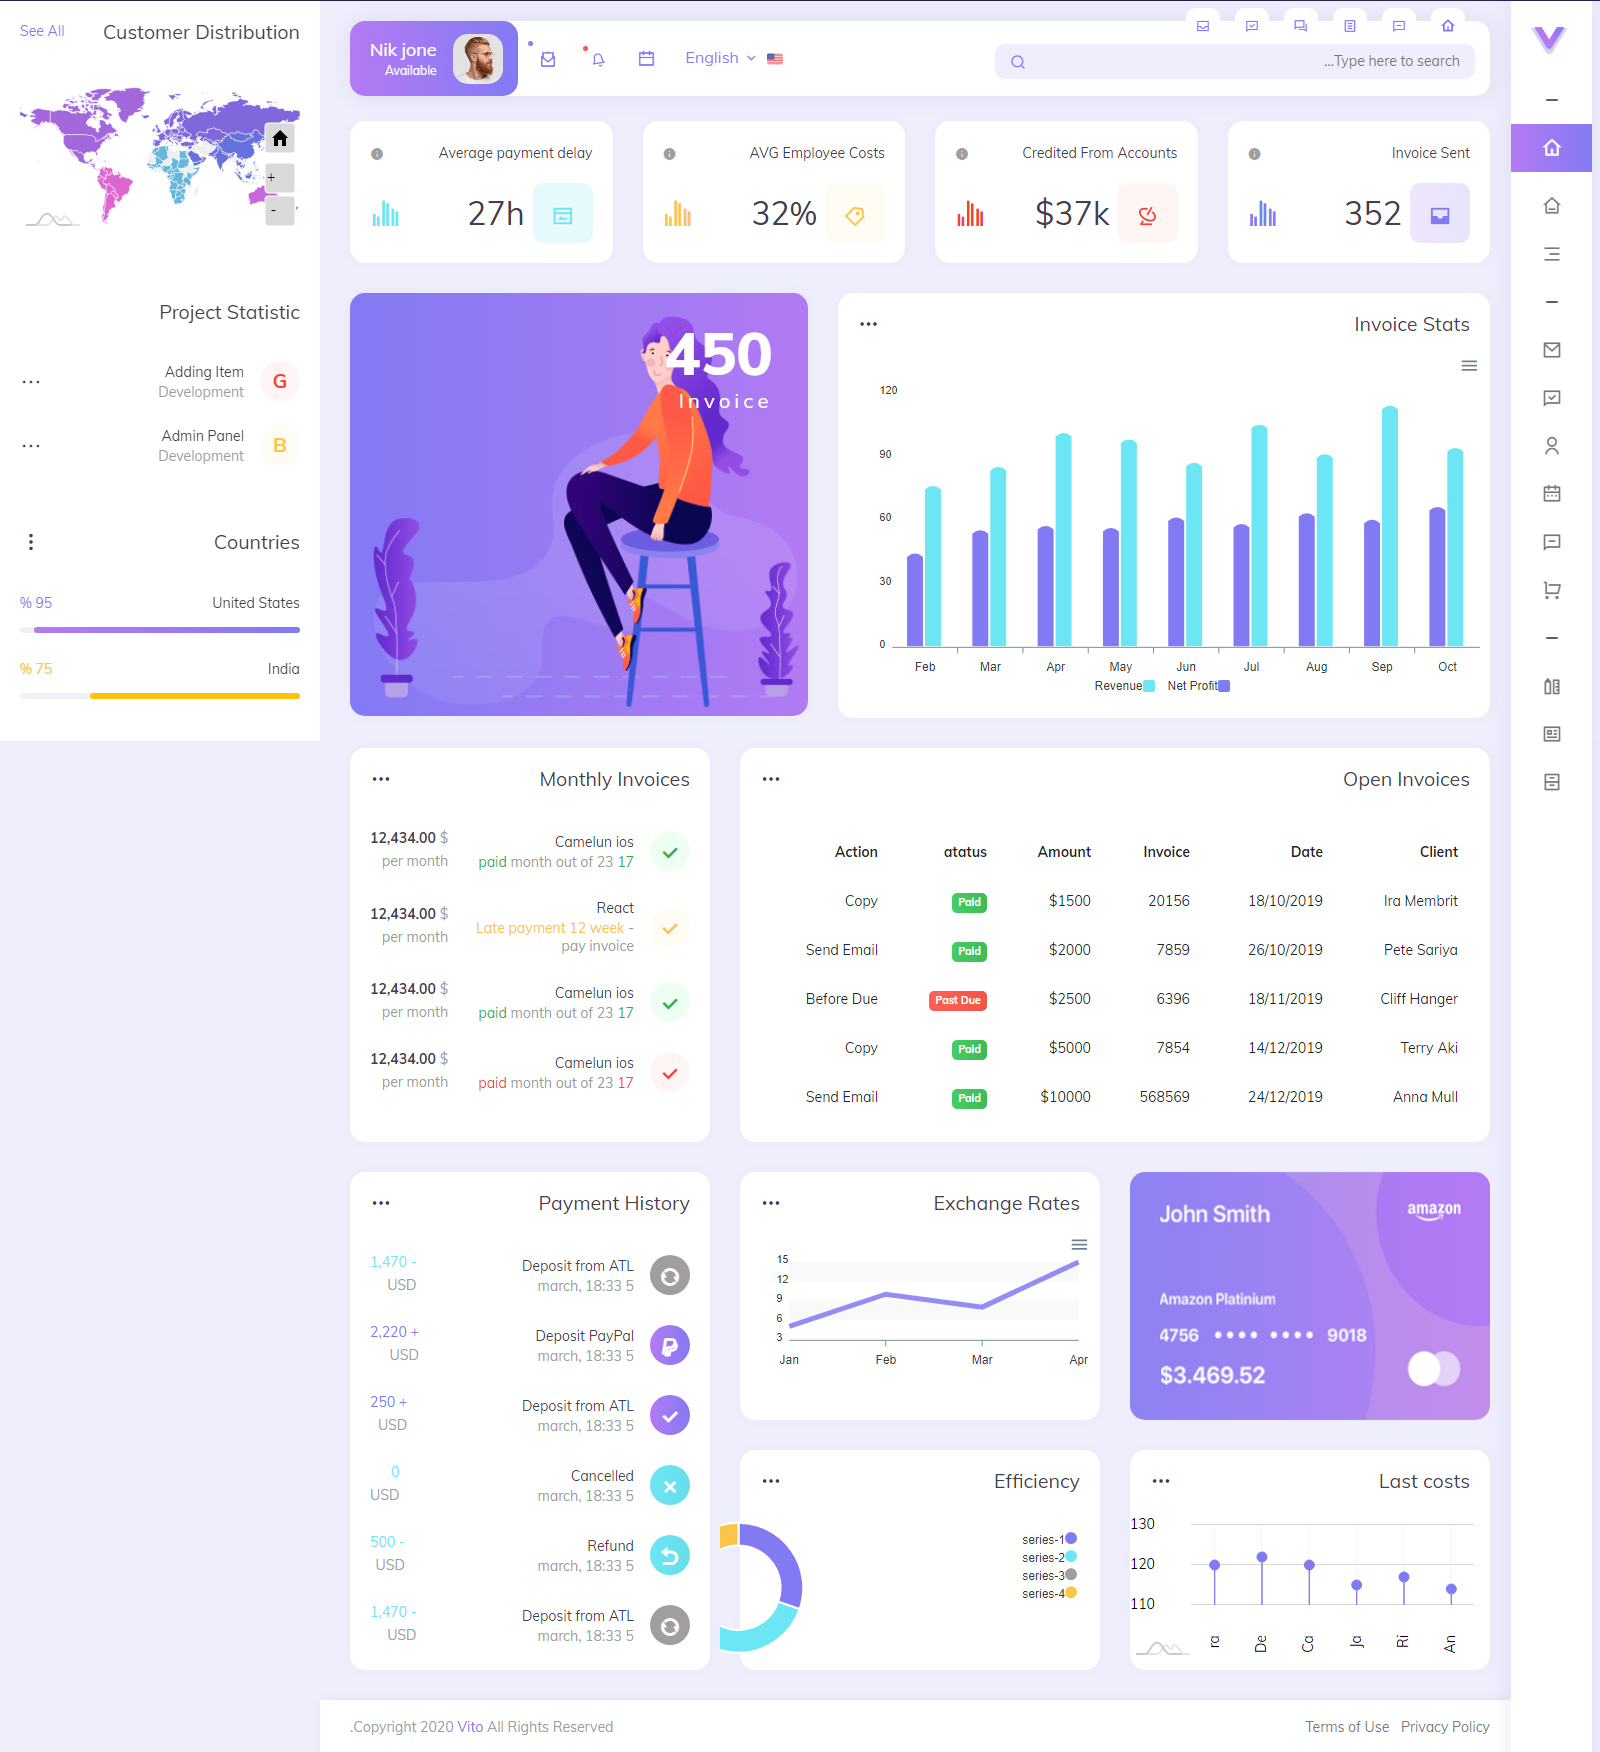 See All
Customer Distribution
+
-
Project Statistic
Adding Item
Development
G
Admin Panel
Development
B
Countries
% 95
United States
% 75
India
Nik jone
Available
English
...Type here to search
Average payment delay
27h
AVG Employee Costs
32%
Credited From Accounts
$37k
Invoice Sent
352
450
Invoice
Invoice Stats
120
90
60
30
0
Feb Mar Apr May Jun Jul Aug Sep Oct
Revenue Net Profit
Monthly Invoices
12,434.00 $
per month
Camelun ios
paid month out of 23 17
12,434.00 $
per month
React
Late payment 12 week -
pay invoice
12,434.00 $
per month
Camelun ios
paid month out of 23 17
12,434.00 $
per month
Camelun ios
paid month out of 23 17
Open Invoices
Action atatus Amount Invoice Date Client
Copy Paid $1500 20156 18/10/2019 Ira Membrit
Send Email Paid $2000 7859 26/10/2019 Pete Sariya
Before Due Past Due $2500 6396 18/11/2019 Cliff Hanger
Copy Paid $5000 7854 14/12/2019 Terry Aki
Send Email Paid $10000 568569 24/12/2019 Anna Mull
Payment History
1,470 -
USD
Deposit from ATL
march, 18:33 5
2,220 +
USD
Deposit PayPal
march, 18:33 5
250 +
USD
Deposit from ATL
march, 18:33 5
0
USD
Cancelled
march, 18:33 5
500 -
USD
Refund
march, 18:33 5
1,470 -
USD
Deposit from ATL
march, 18:33 5
Exchange Rates
15
12
9
6
3
Jan Feb Mar Apr
John Smith
amazon
Amazon Platinium
4756 •••• •••• 9018
$3.469.52
Efficiency
series-1
series-2
series-3
series-4
Last costs
130
120
110
ra De Ca Ja Ri An
.Copyright 2020 Vito All Rights Reserved
Terms of Use Privacy Policy